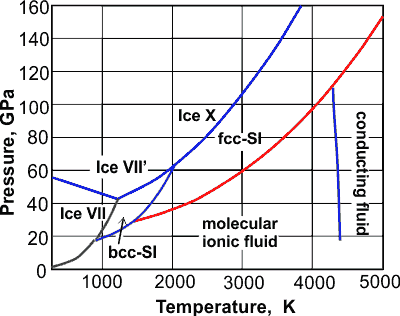 160
140
120
100
80
60
40
20
0
Pressure, GPa
Ice X
fcc-SI
Ice VII'
Ice VII
bcc-SI
molecular
ionic fluid
conducting fluid
1000 2000 3000 4000 5000
Temperature, K